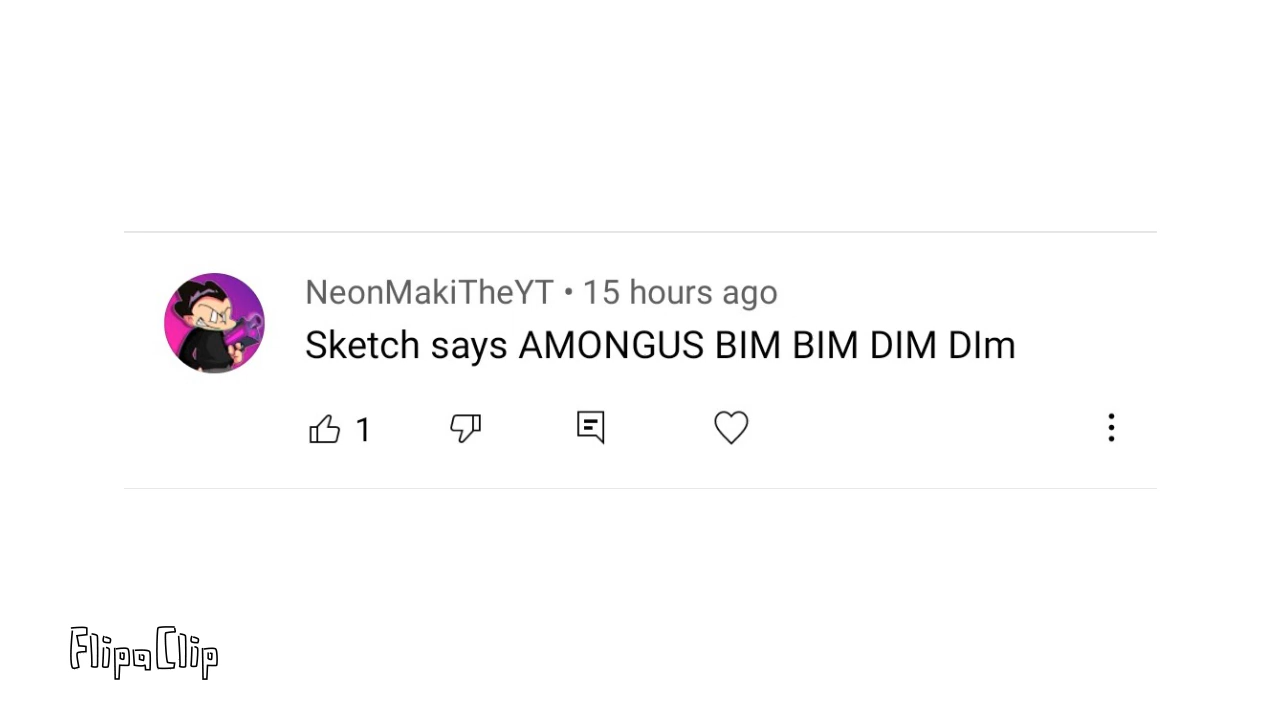 NeonMakiTheYT • 15 hours ago
Sketch says AMONGUS BIM BIM DIM DIm
1
FlipaClip